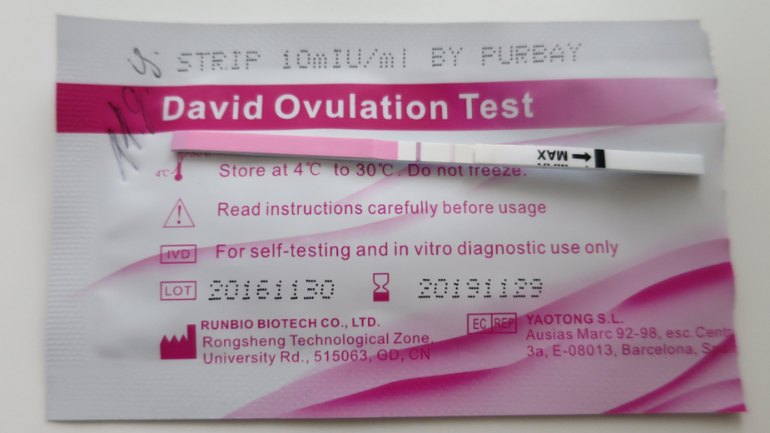 STRIP 10mIU/ml BY PURBAY
David Ovulation Test
MAX
4℃
Store at 4℃ to 30℃. Do not freeze.
Read instructions carefully before usage
IVD
For self-testing and in vitro diagnostic use only
LOT 20161130 20191129
RUNBIO BIOTECH CO., LTD.
Rongsheng Technological Zone,
University Rd., 515063, GD, CN
EC REP
YAOTONG S.L.
Ausias Marc 92-98, esc.
3a, E-08013, Barcelona,